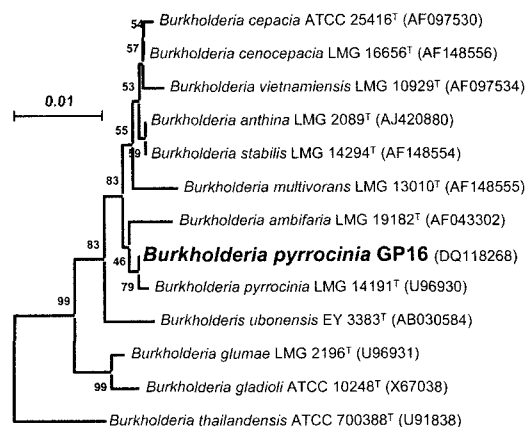 54 Burkholderia cepacia ATCC 25416ᵀ (AF097530)
57 Burkholderia cenocepacia LMG 16656ᵀ (AF148556)
53 Burkholderia vietnamiensis LMG 10929ᵀ (AF097534)
0.01
55 Burkholderia anthina LMG 2089ᵀ (AJ420880)
59 Burkholderia stabilis LMG 14294ᵀ (AF148554)
83 Burkholderia multivorans LMG 13010ᵀ (AF148555)
Burkholderia ambifaria LMG 19182ᵀ (AF043302)
83 46 Burkholderia pyrrocinia GP16 (DQ118268)
79 Burkholderia pyrrocinia LMG 14191ᵀ (U96930)
99 Burkholderis ubonensis EY 3383ᵀ (AB030584)
Burkholderia glumae LMG 2196ᵀ (U96931)
99 Burkholderia gladioli ATCC 10248ᵀ (X67038)
Burkholderia thailandensis ATCC 700388ᵀ (U91838)